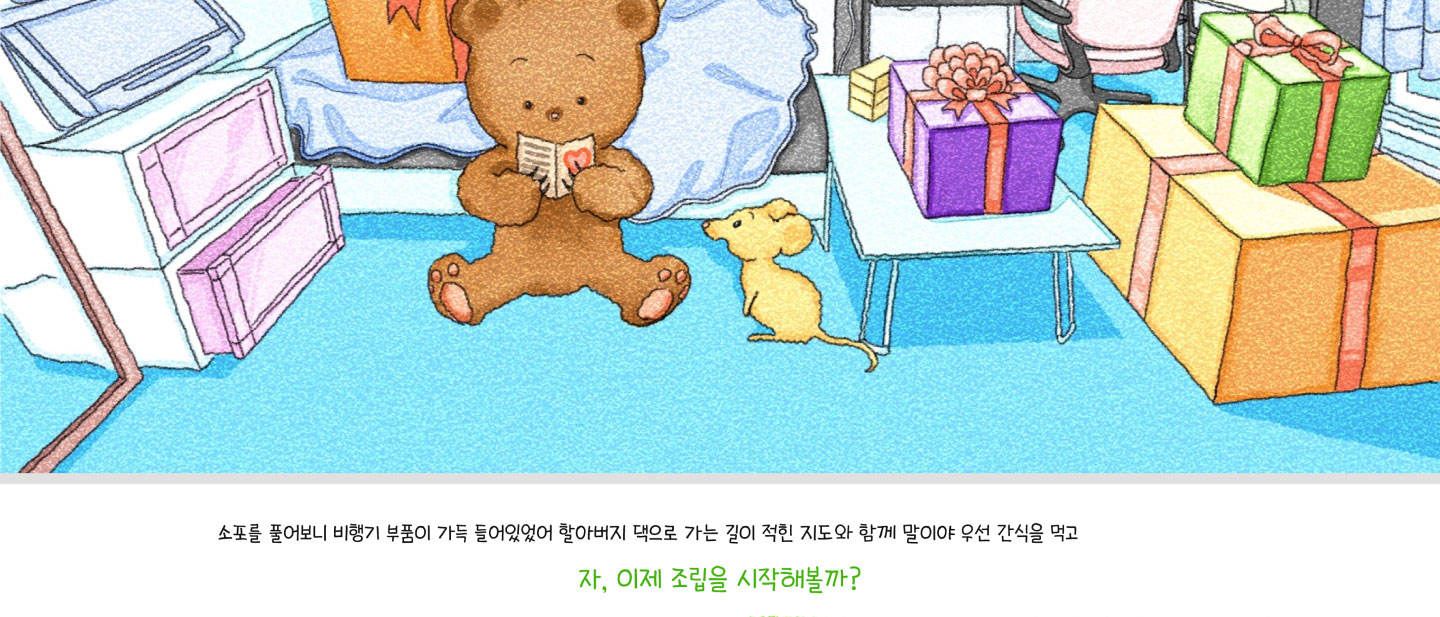 소포를 풀어보니 비행기 부품이 가득 들어있었어 할아버지 댁으로 가는 길이 적힌 지도와 함께 말이야 우선 간식을 먹고
자, 이제 조립을 시작해볼까?